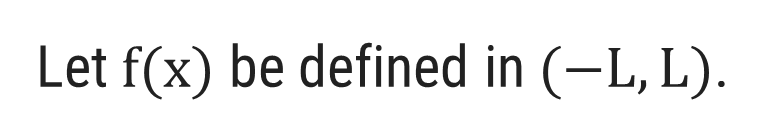 Let f(x) be defined in (−L, L).